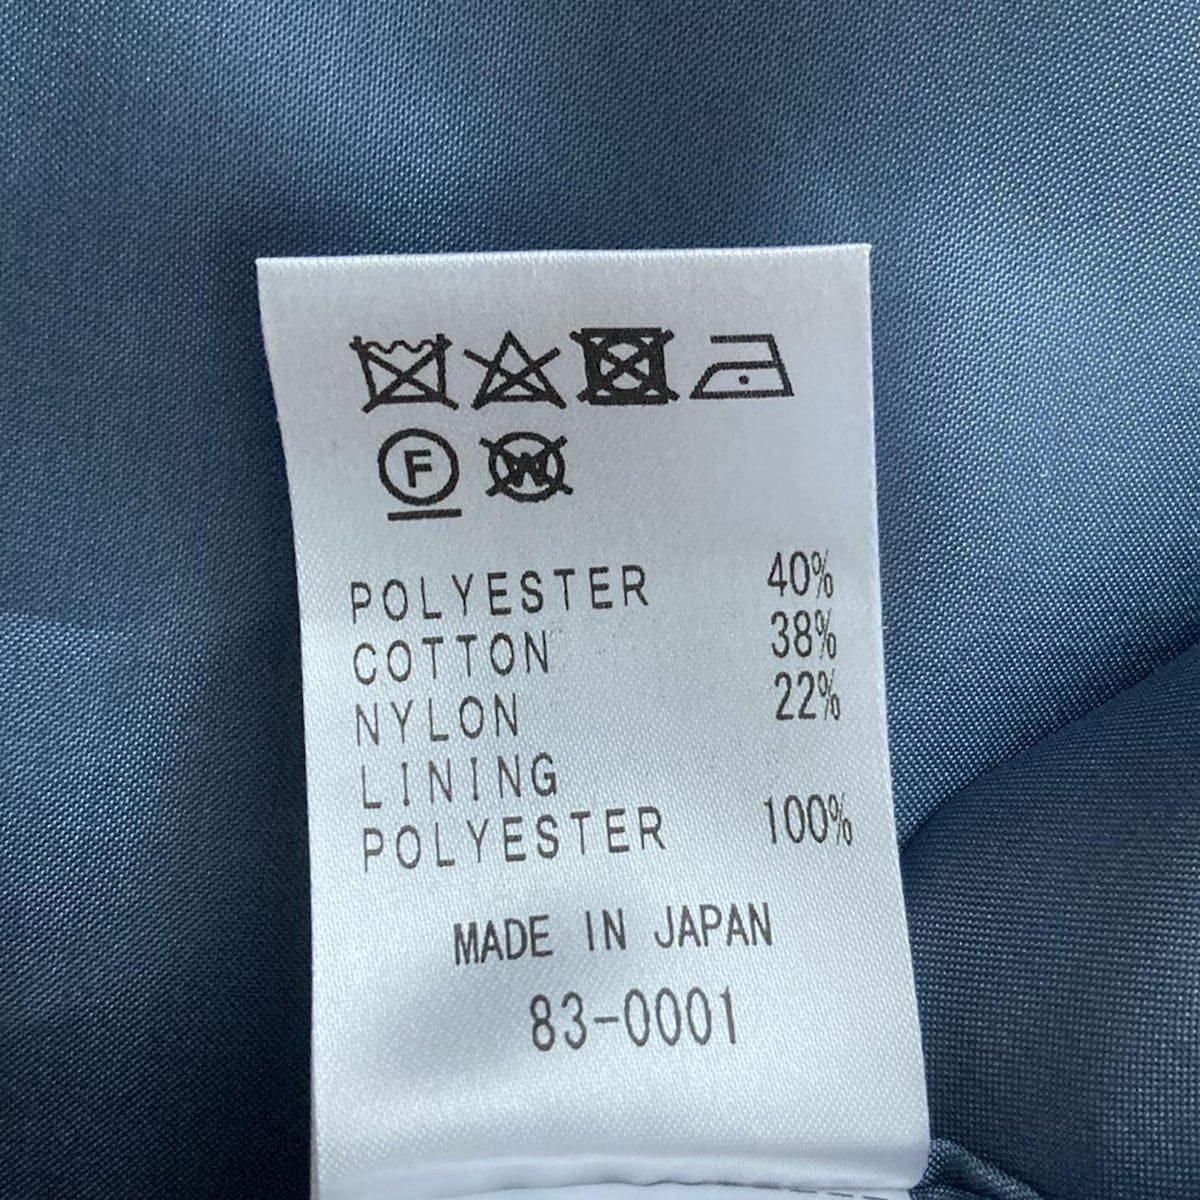 F W
POLYESTER 40%
COTTON 38%
NYLON 22%
LINING
POLYESTER 100%
MADE IN JAPAN
83-0001